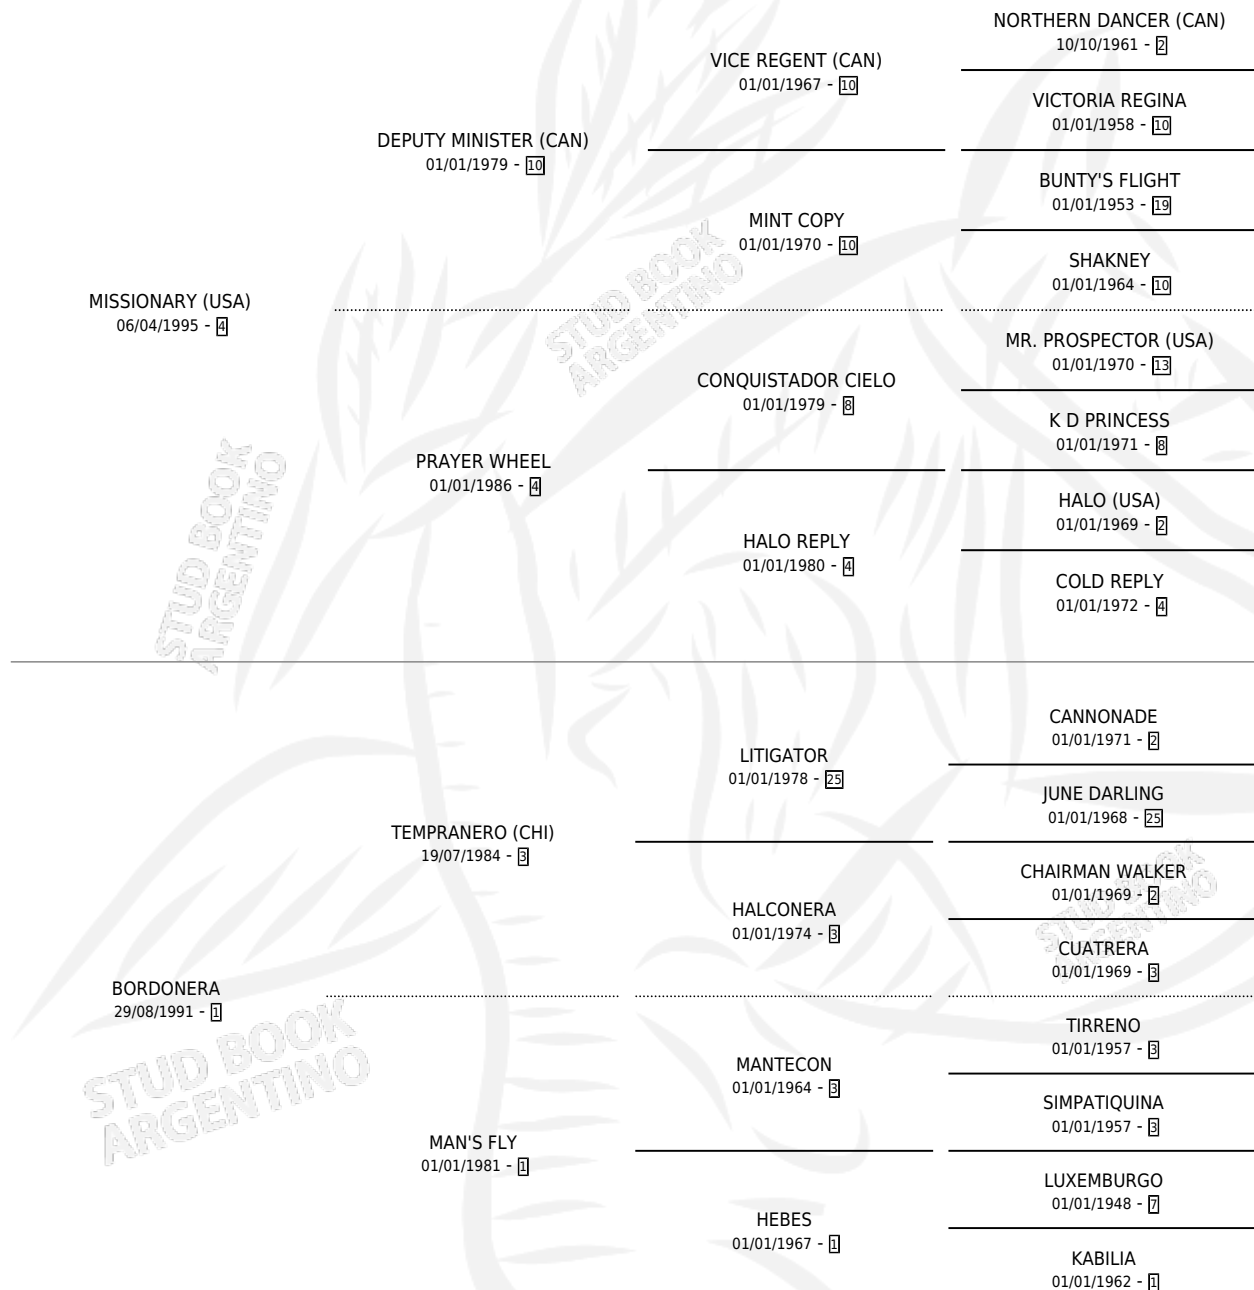 NORTHERN DANCER (CAN)
10/10/1961 - 2
VICE REGENT (CAN)
01/01/1967 - 10
VICTORIA REGINA
01/01/1958 - 10
DEPUTY MINISTER (CAN)
01/01/1979 - 10
BUNTY'S FLIGHT
01/01/1953 - 19
MINT COPY
01/01/1970 - 10
SHAKNEY
01/01/1964 - 10
MISSIONARY (USA)
06/04/1995 - 4
STUD BOOK
ARGENTINO
MR. PROSPECTOR (USA)
01/01/1970 - 13
CONQUISTADOR CIELO
01/01/1979 - 8
K D PRINCESS
01/01/1971 - 8
PRAYER WHEEL
01/01/1986 - 4
HALO (USA)
01/01/1969 - 2
HALO REPLY
01/01/1980 - 4
COLD REPLY
01/01/1972 - 4
STUD BOOK
ARGENTINO
CANNONADE
01/01/1971 - 2
LITIGATOR
01/01/1978 - 25
JUNE DARLING
01/01/1968 - 25
TEMPRANERO (CHI)
19/07/1984 - 3
CHAIRMAN WALKER
01/01/1969 - 2
HALCONERA
01/01/1974 - 3
STUD BOOK
ARGENTINO
CUATRERA
01/01/1969 - 3
BORDONERA
29/08/1991 - 1
TIRRENO
01/01/1957 - 3
MANTECON
01/01/1964 - 3
SIMPATIQUINA
01/01/1957 - 3
STUD BOOK
ARGENTINO
MAN'S FLY
01/01/1981 - 1
LUXEMBURGO
01/01/1948 - 7
HEBES
01/01/1967 - 1
KABILIA
01/01/1962 - 1